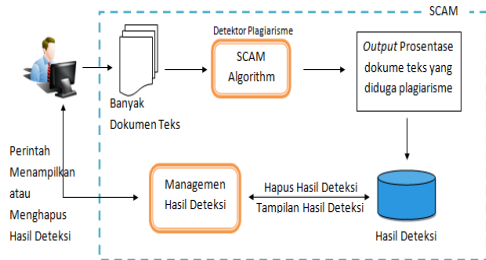 SCAM
Detektor Plagiarisme
SCAM
Algorithm
Output Prosentase
dokume teks yang
diduga plagiarisme
Banyak
Dokumen Teks
Perintah
Menampilkan
atau
Menghapus
Hasil Deteksi
Managemen
Hasil Deteksi
Hapus Hasil Deteksi
Tampilan Hasil Deteksi
Hasil Deteksi